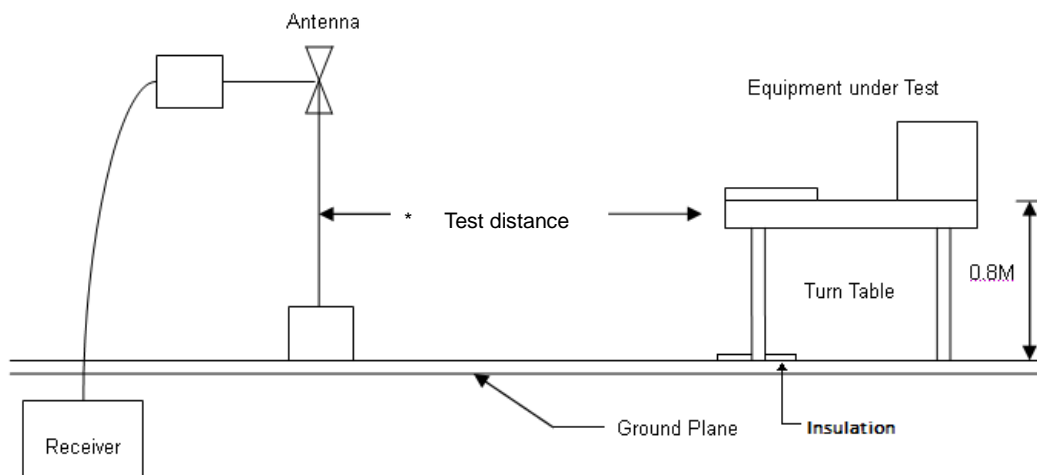 Antenna
Equipment under Test
* Test distance
0.8M
Turn Table
Ground Plane
Insulation
Receiver